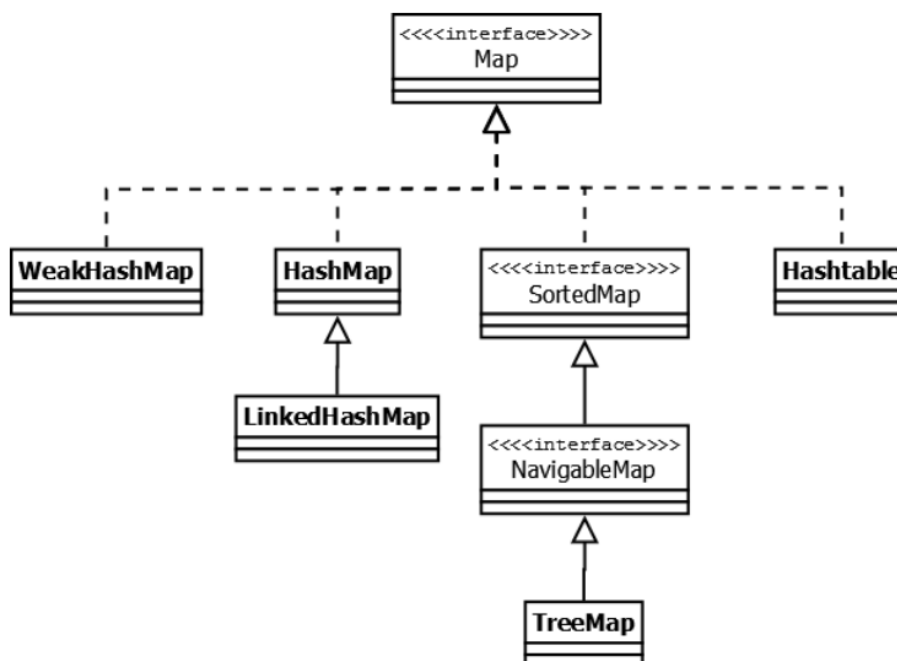 <<<<interface>>>>
Map
WeakHashMap
HashMap
<<<<interface>>>>
SortedMap
Hashtable
LinkedHashMap
<<<<interface>>>>
NavigableMap
TreeMap